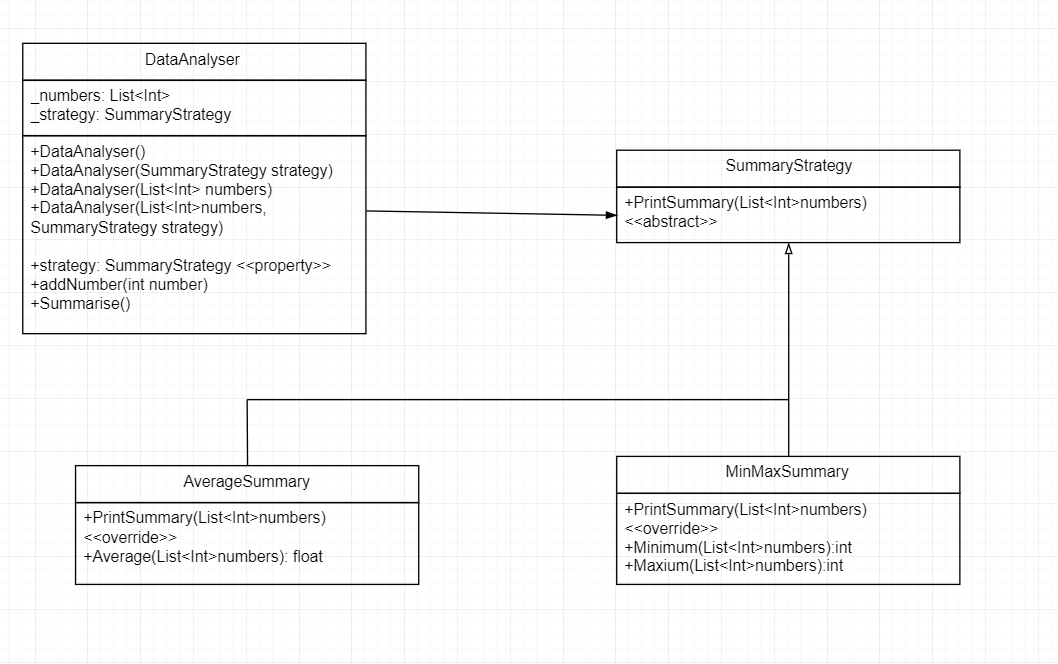 DataAnalyser
_numbers: List<Int>
_strategy: SummaryStrategy
+DataAnalyser()
+DataAnalyser(SummaryStrategy strategy)
+DataAnalyser(List<Int> numbers)
+DataAnalyser(List<Int>numbers,
SummaryStrategy strategy)
+strategy: SummaryStrategy <<property>>
+addNumber(int number)
+Summarise()
SummaryStrategy
+PrintSummary(List<Int>numbers)
<<abstract>>
AverageSummary
+PrintSummary(List<Int>numbers)
<<override>>
+Average(List<Int>numbers): float
MinMaxSummary
+PrintSummary(List<Int>numbers)
<<override>>
+Minimum(List<Int>numbers):int
+Maxium(List<Int>numbers):int